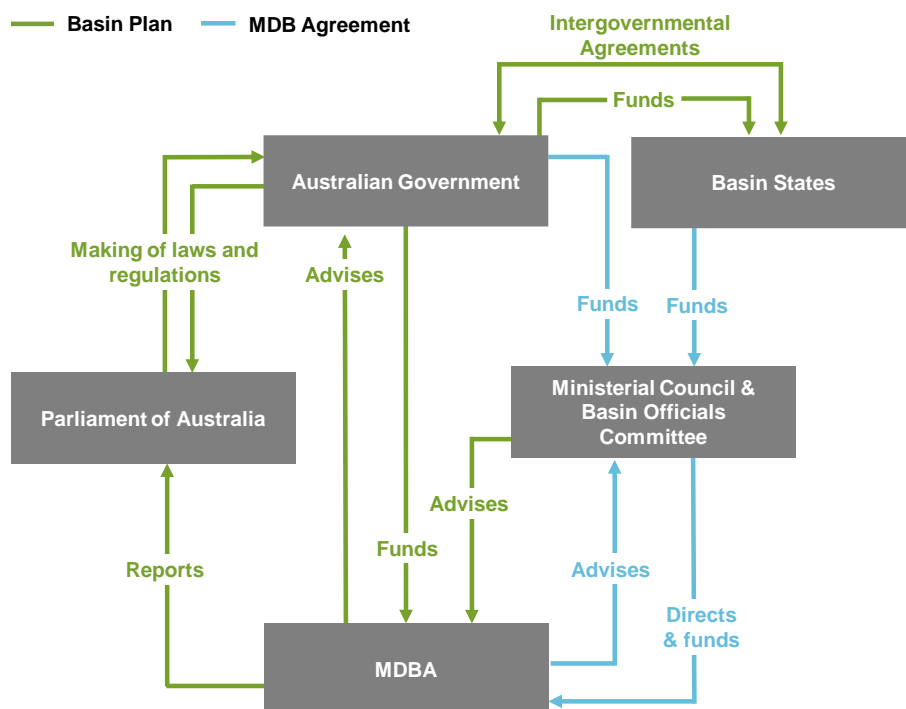 Basin Plan
MDB Agreement
Intergovernmental
Agreements
Funds
Australian Government
Basin States
Making of laws and
regulations
Advises
Funds
Funds
Parliament of Australia
Ministerial Council &
Basin Officials
Committee
Advises
Funds
Reports
Advises
Directs
& funds
MDBA